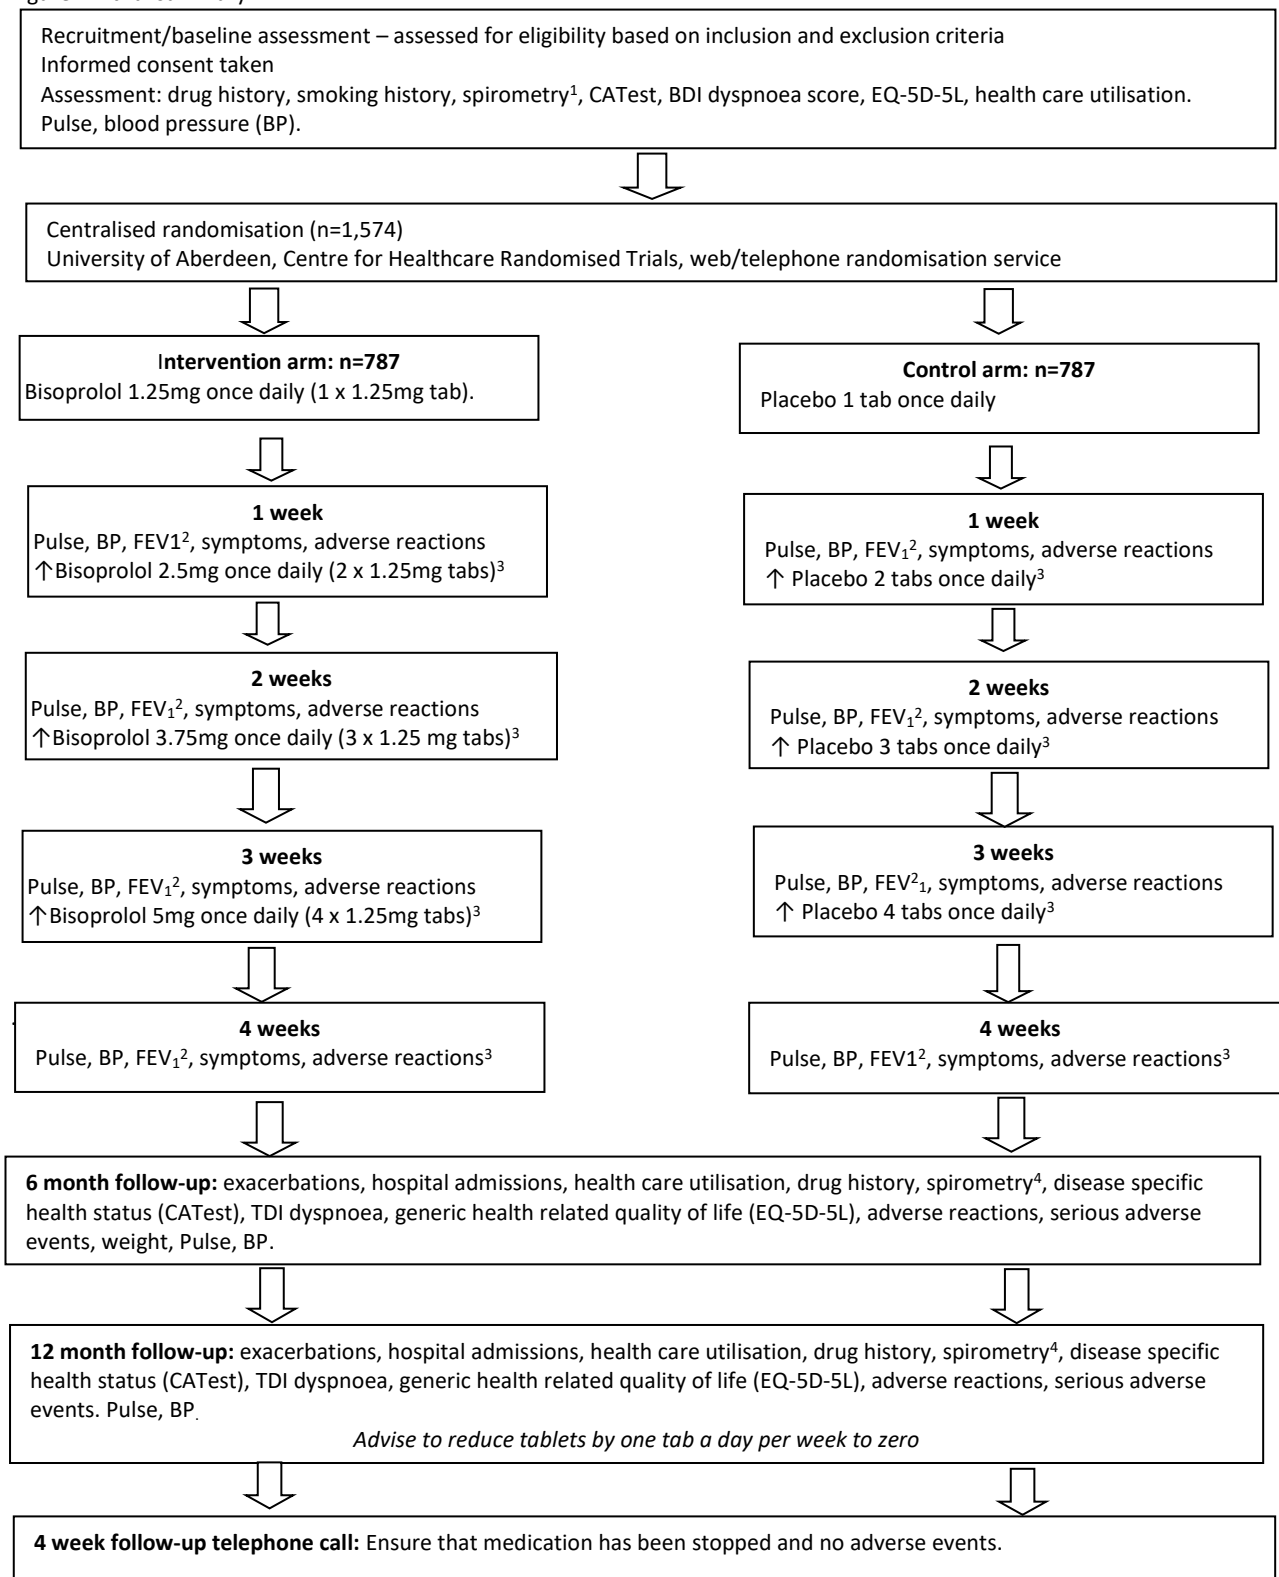 Recruitment/baseline assessment – assessed for eligibility based on inclusion and exclusion criteria
Informed consent taken
Assessment: drug history, smoking history, spirometry¹, CATest, BDI dyspnoea score, EQ-5D-5L, health care utilisation.
Pulse, blood pressure (BP).
Centralised randomisation (n=1,574)
University of Aberdeen, Centre for Healthcare Randomised Trials, web/telephone randomisation service
Intervention arm: n=787
Bisoprolol 1.25mg once daily (1 x 1.25mg tab).
Control arm: n=787
Placebo 1 tab once daily
1 week
Pulse, BP, FEV1², symptoms, adverse reactions
↑Bisoprolol 2.5mg once daily (2 x 1.25mg tabs)³
1 week
Pulse, BP, FEV₁², symptoms, adverse reactions
↑ Placebo 2 tabs once daily³
2 weeks
Pulse, BP, FEV₁², symptoms, adverse reactions
↑Bisoprolol 3.75mg once daily (3 x 1.25 mg tabs)³
2 weeks
Pulse, BP, FEV₁², symptoms, adverse reactions
↑ Placebo 3 tabs once daily³
3 weeks
Pulse, BP, FEV₁², symptoms, adverse reactions
↑Bisoprolol 5mg once daily (4 x 1.25mg tabs)³
3 weeks
Pulse, BP, FEV²₁, symptoms, adverse reactions
↑ Placebo 4 tabs once daily³
4 weeks
Pulse, BP, FEV₁², symptoms, adverse reactions³
4 weeks
Pulse, BP, FEV1², symptoms, adverse reactions³
6 month follow-up: exacerbations, hospital admissions, health care utilisation, drug history, spirometry⁴, disease specific
health status (CATest), TDI dyspnoea, generic health related quality of life (EQ-5D-5L), adverse reactions, serious adverse
events, weight, Pulse, BP.
12 month follow-up: exacerbations, hospital admissions, health care utilisation, drug history, spirometry⁴, disease specific
health status (CATest), TDI dyspnoea, generic health related quality of life (EQ-5D-5L), adverse reactions, serious adverse
events. Pulse, BP.
Advise to reduce tablets by one tab a day per week to zero
4 week follow-up telephone call: Ensure that medication has been stopped and no adverse events.